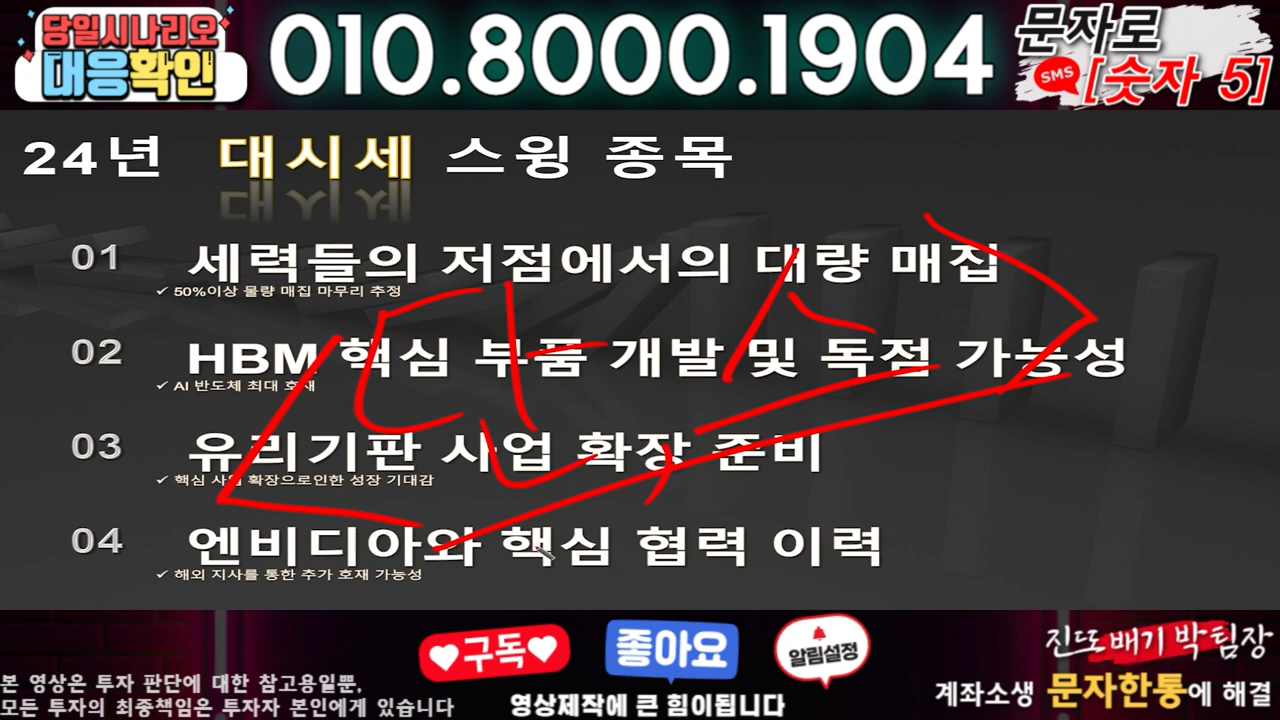 당일시나리오
대응확인
010.8000.1904
문자로
SMS
[숫자 5]
24년 대시세 스윙 종목
01 세력들의 저점에서의 대량 매집
✓ 50%이상 물량 매집 마무리 추정
02 HBM 핵심 부품 개발 및 독점 가능성
✓ AI 반도체 최대 호재
03 유리기판 사업 확장 준비
✓ 핵심 사업 확장으로인한 성장 기대감
04 엔비디아와 핵심 협력 이력
✓ 해외 지사를 통한 추가 호재 가능성
단 스
구독
좋아요
알림설정
진또배기 박팀장
본 영상은 투자 판단에 대한 참고용일뿐,
모든 투자의 최종책임은 투자자 본인에게 있습니다
영상제작에 큰 힘이됩니다
계좌소생 문자한통에 해결